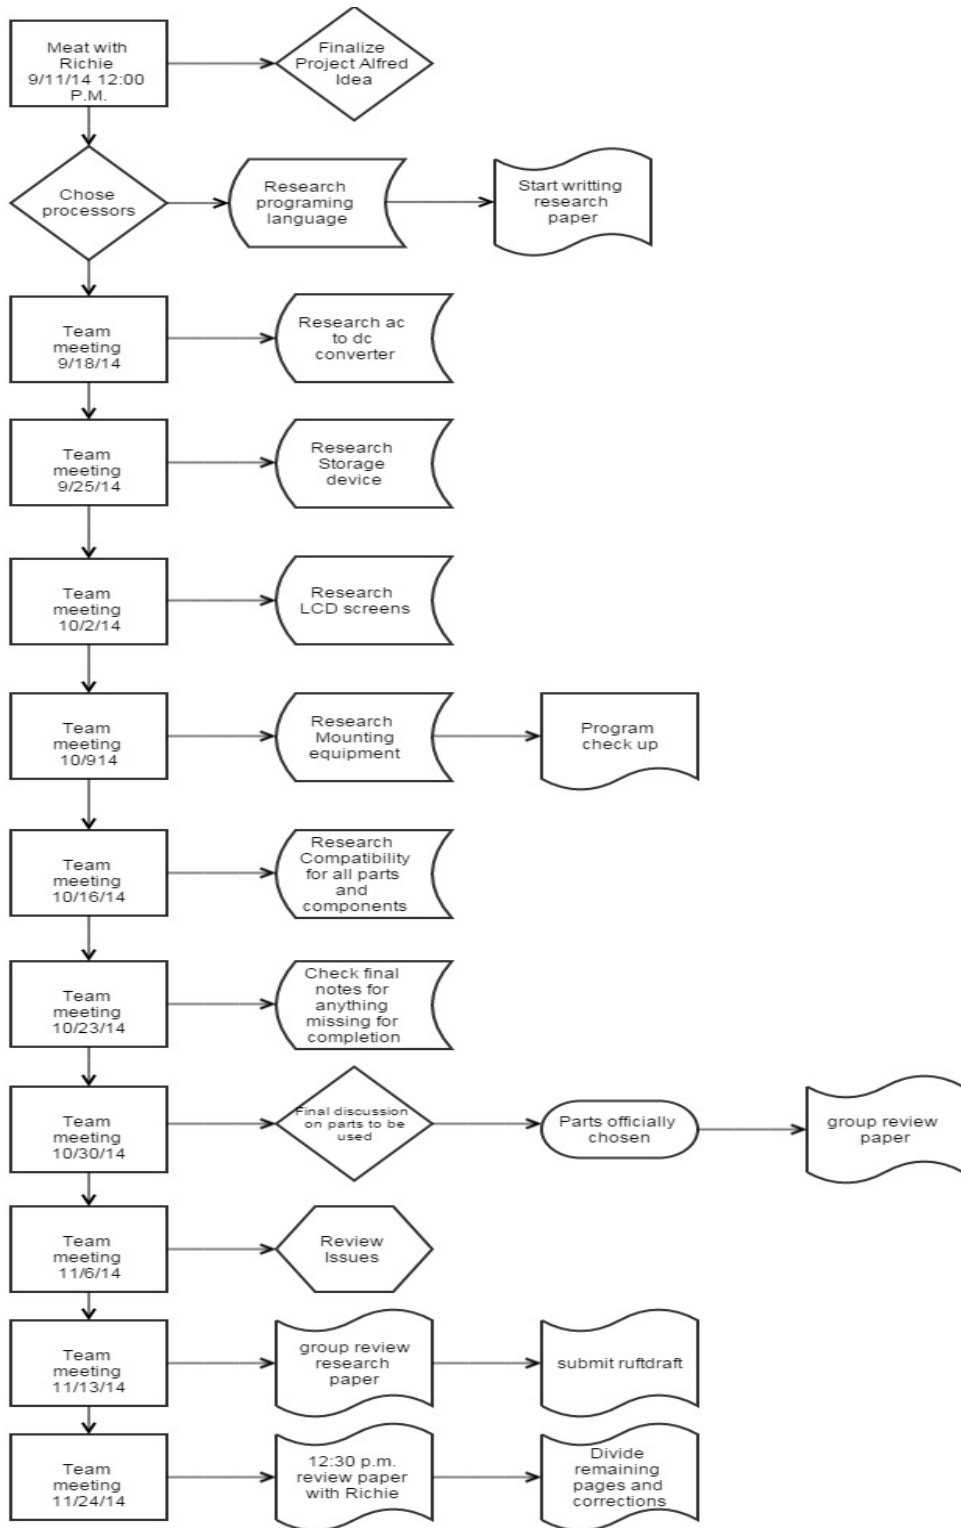 Meat with
Richie
9/11/14 12:00
P.M.
Finalize
Project Alfred
Idea
Chose
processors
Research
programing
language
Start writting
research
paper
Team
meeting
9/18/14
Research ac
to dc
converter
Team
meeting
9/25/14
Research
Storage
device
Team
meeting
10/2/14
Research
LCD screens
Team
meeting
10/914
Research
Mounting
equipment
Program
check up
Team
meeting
10/16/14
Research
Compatibility
for all parts
and
components
Team
meeting
10/23/14
Check final
notes for
anything
missing for
completion
Team
meeting
10/30/14
Final discussion
on parts to be
used
Parts officially
chosen
group review
paper
Team
meeting
11/6/14
Review
Issues
Team
meeting
11/13/14
group review
research
paper
submit ruftdraft
Team
meeting
11/24/14
12:30 p.m.
review paper
with Richie
Divide
remaining
pages and
corrections